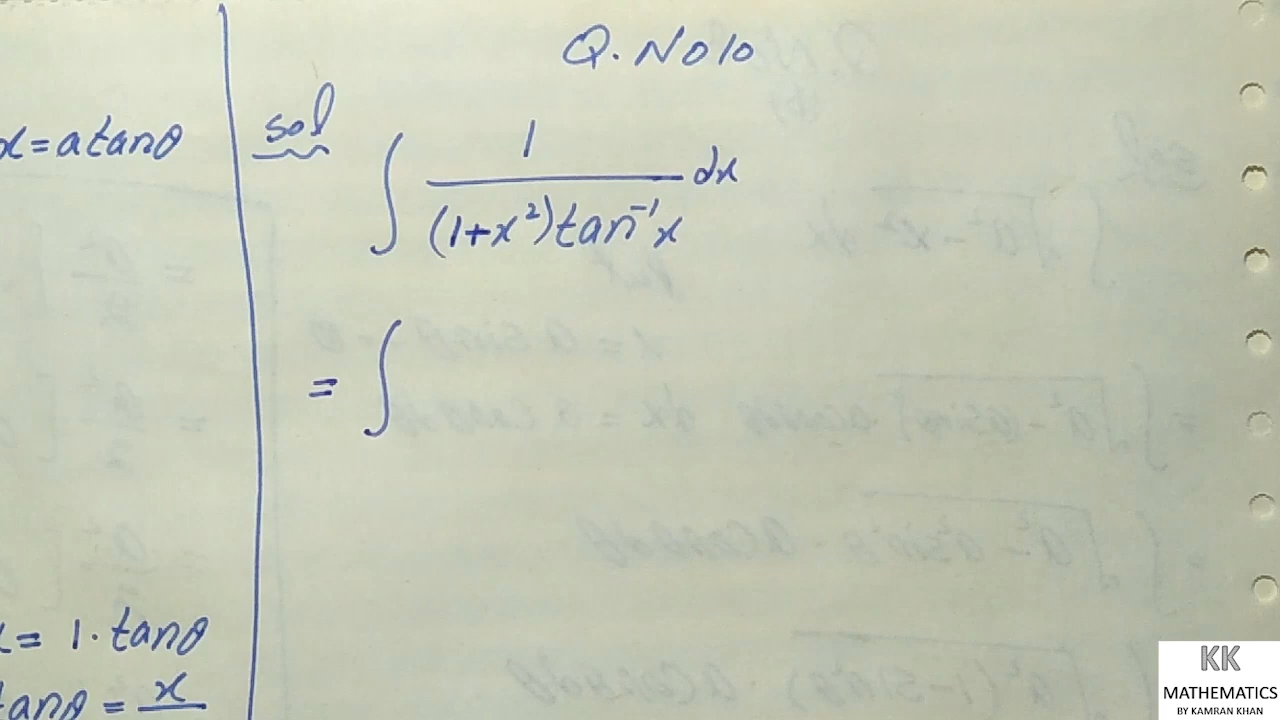 x = a tanθ
x = 1 · tanθ
tanθ = x
Q. No 10
sol
∫ 1 / (1+x²) tan⁻¹x dx
= ∫
KK
MATHEMATICS
BY KAMRAN KHAN